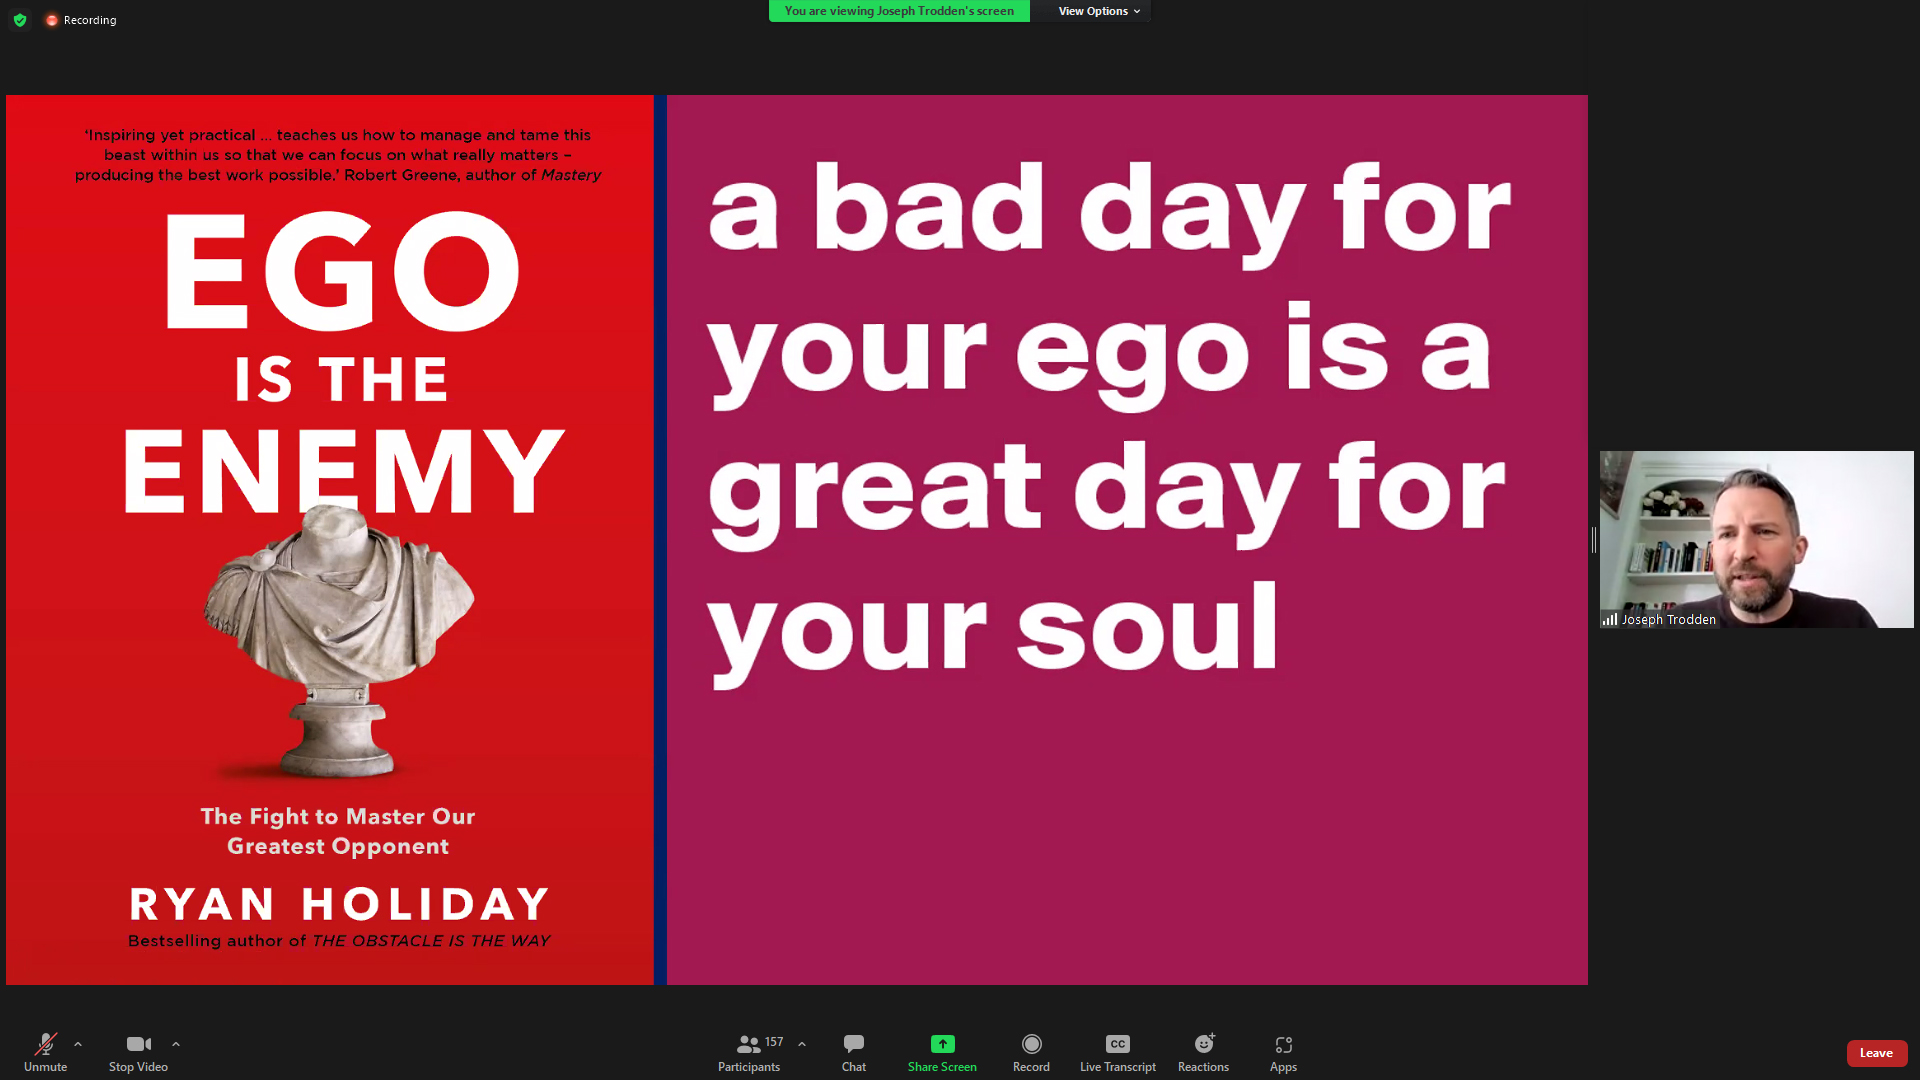 Recording
You are viewing Joseph Trodden's screen
View Options
'Inspiring yet practical ... teaches us how to manage and tame this
beast within us so that we can focus on what really matters –
producing the best work possible.' Robert Greene, author of Mastery
EGO
IS THE
ENEMY
The Fight to Master Our
Greatest Opponent
RYAN HOLIDAY
Bestselling author of THE OBSTACLE IS THE WAY
a bad day for
your ego is a
great day for
your soul
Joseph Trodden
Unmute
Stop Video
157
Participants
Chat
Share Screen
Record
CC
Live Transcript
Reactions
Apps
Leave